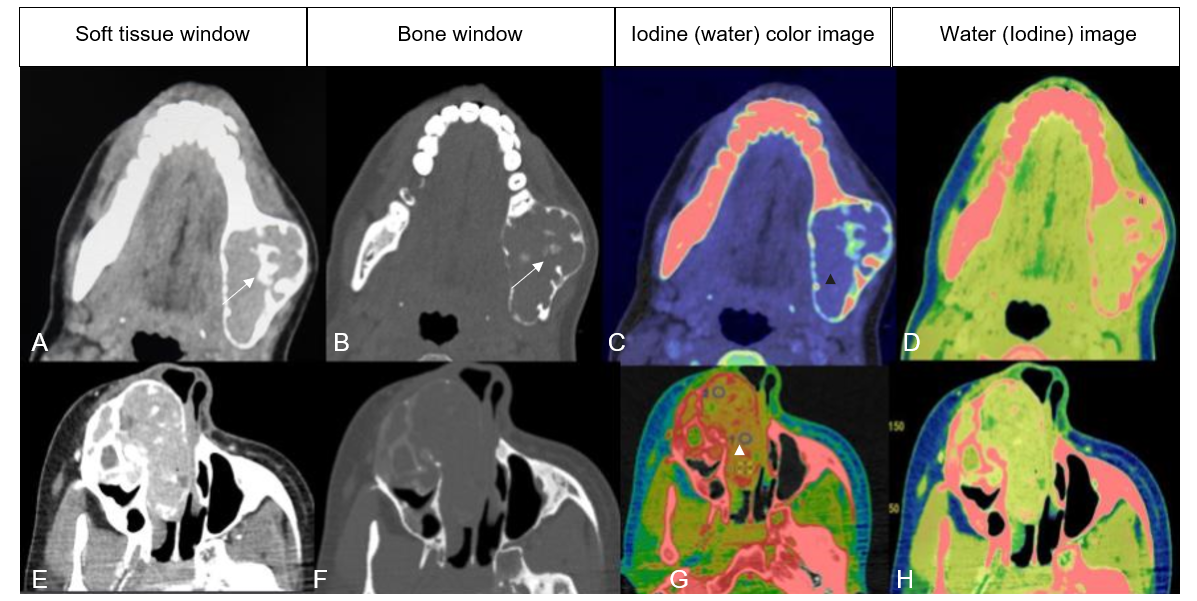 Soft tissue window
Bone window
Iodine (water) color image
Water (Iodine) image
A
B
C
D
E
F
G
H
150
50